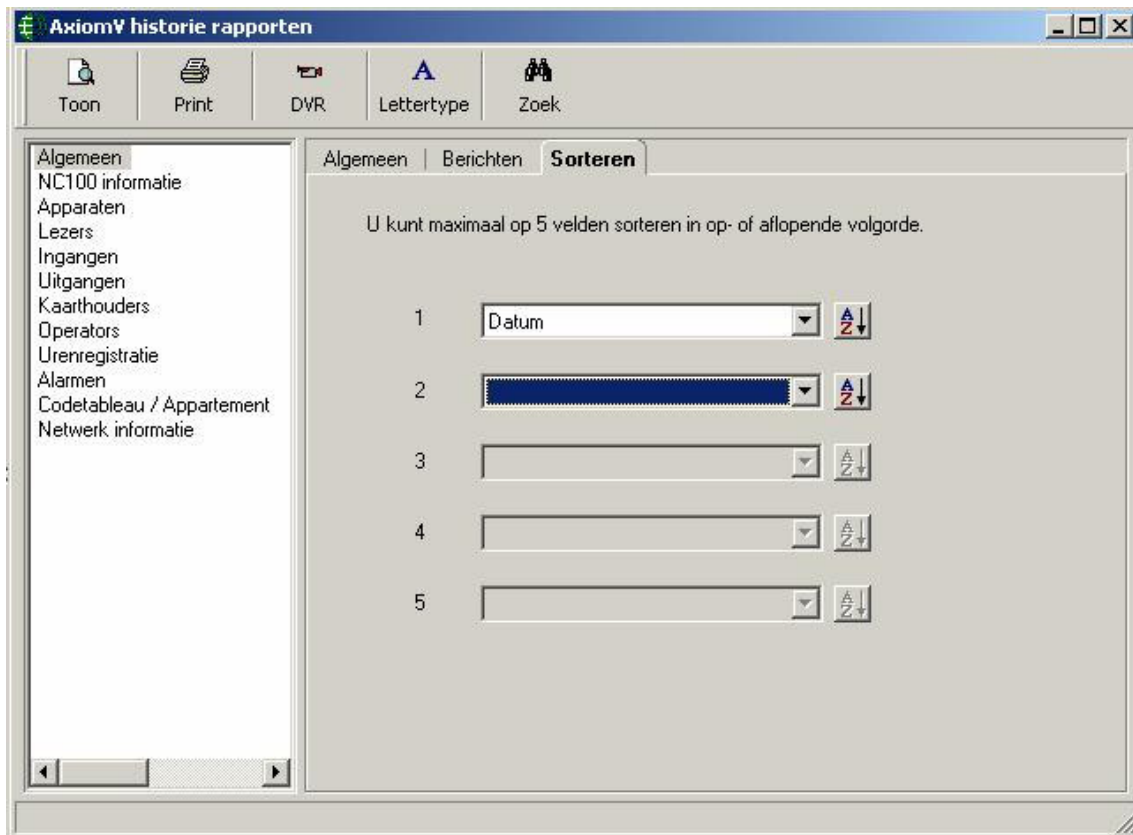 AxiomV historie rapporten
Toon Print DVR Lettertype Zoek
Algemeen
NC100 informatie
Apparaten
Lezers
Ingangen
Uitgangen
Kaarthouders
Operators
Urenregistratie
Alarmen
Codetableau / Appartement
Netwerk informatie
Algemeen Berichten Sorteren
U kunt maximaal op 5 velden sorteren in op- of aflopende volgorde.
1 Datum
2
3
4
5